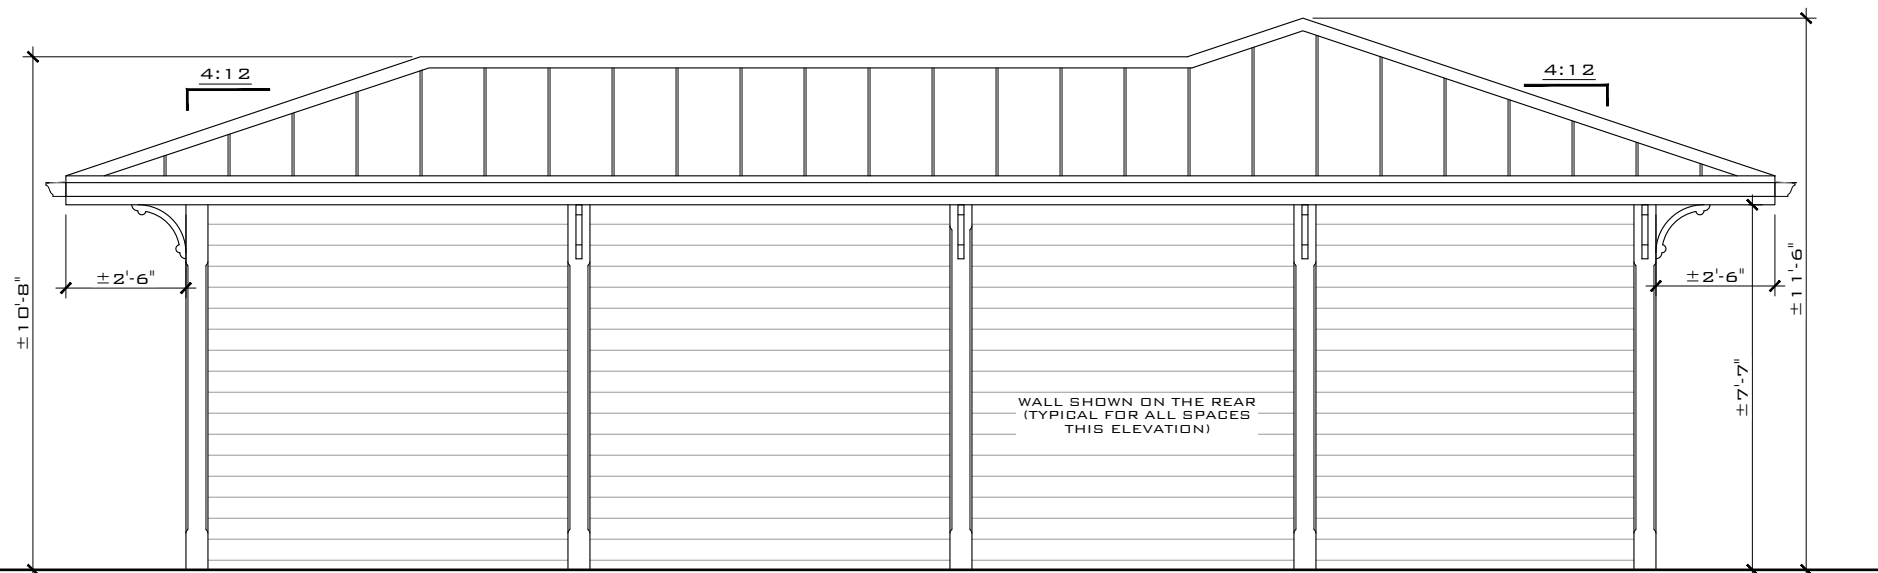 4:12
4:12
±2'-6"
±2'-6"
±10'-8"
±11'-6"
±7'-7"
WALL SHOWN ON THE REAR
(TYPICAL FOR ALL SPACES
THIS ELEVATION)